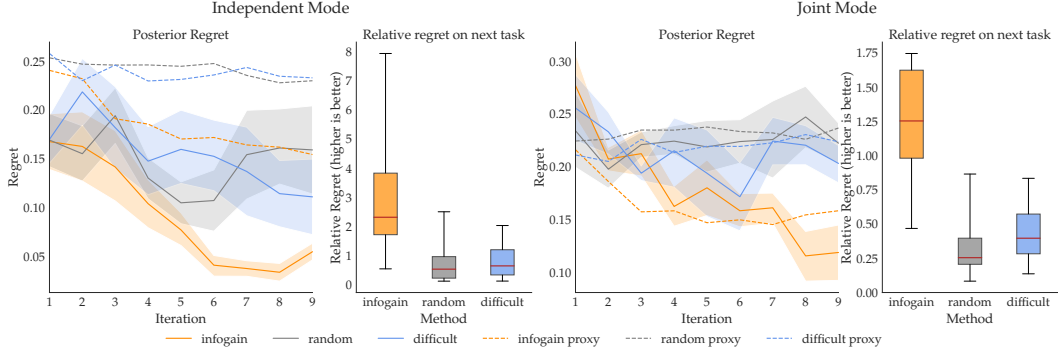 Independent Mode
Joint Mode
Posterior Regret
Relative regret on next task
Posterior Regret
Relative regret on next task
Regret
0.25
0.20
0.15
0.10
0.05
1 2 3 4 5 6 7 8 9
Iteration
Relative Regret (higher is better)
8
7
6
5
4
3
2
1
0
infogain random difficult
Method
Regret
0.30
0.25
0.20
0.15
0.10
1 2 3 4 5 6 7 8 9
Iteration
Relative Regret (higher is better)
1.75
1.50
1.25
1.00
0.75
0.50
0.25
0.00
infogain random difficult
Method
infogain random difficult infogain proxy random proxy difficult proxy